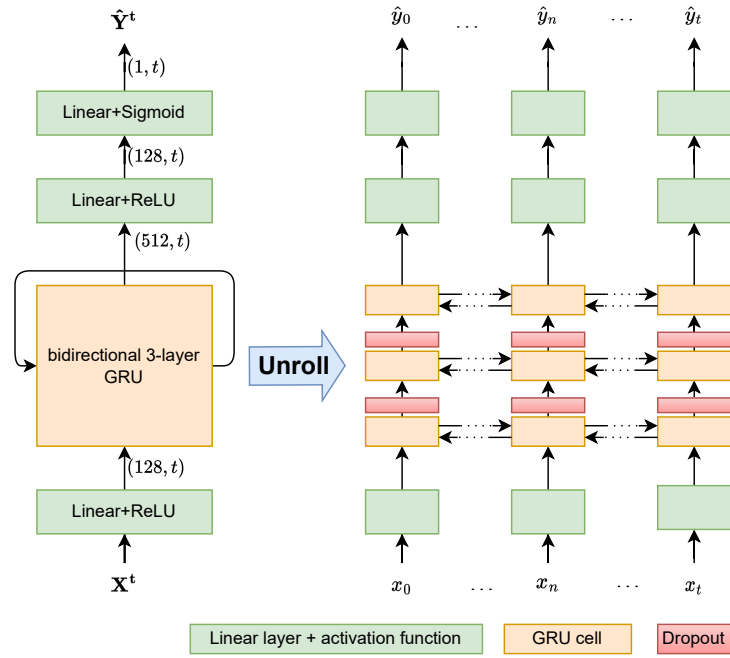 Ŷᵗ
(1, t)
Linear+Sigmoid
(128, t)
Linear+ReLU
(512, t)
bidirectional 3-layer
GRU
(128, t)
Linear+ReLU
Xᵗ
Unroll
ŷ₀ ... ŷₙ ... ŷₜ
x₀ ... xₙ ... xₜ
Linear layer + activation function
GRU cell
Dropout